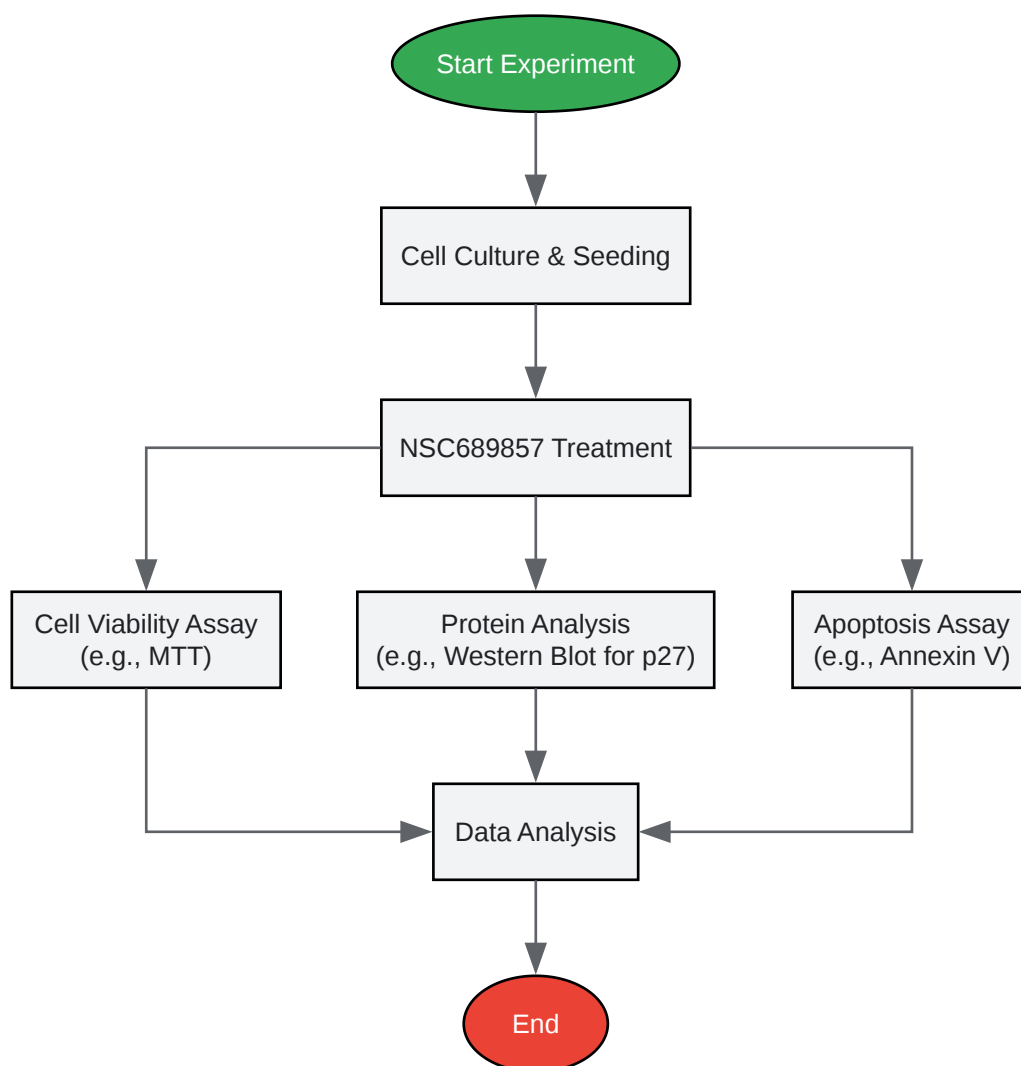 Start Experiment
Cell Culture & Seeding
NSC689857 Treatment
Cell Viability Assay
(e.g., MTT)
Protein Analysis
(e.g., Western Blot for p27)
Apoptosis Assay
(e.g., Annexin V)
Data Analysis
End